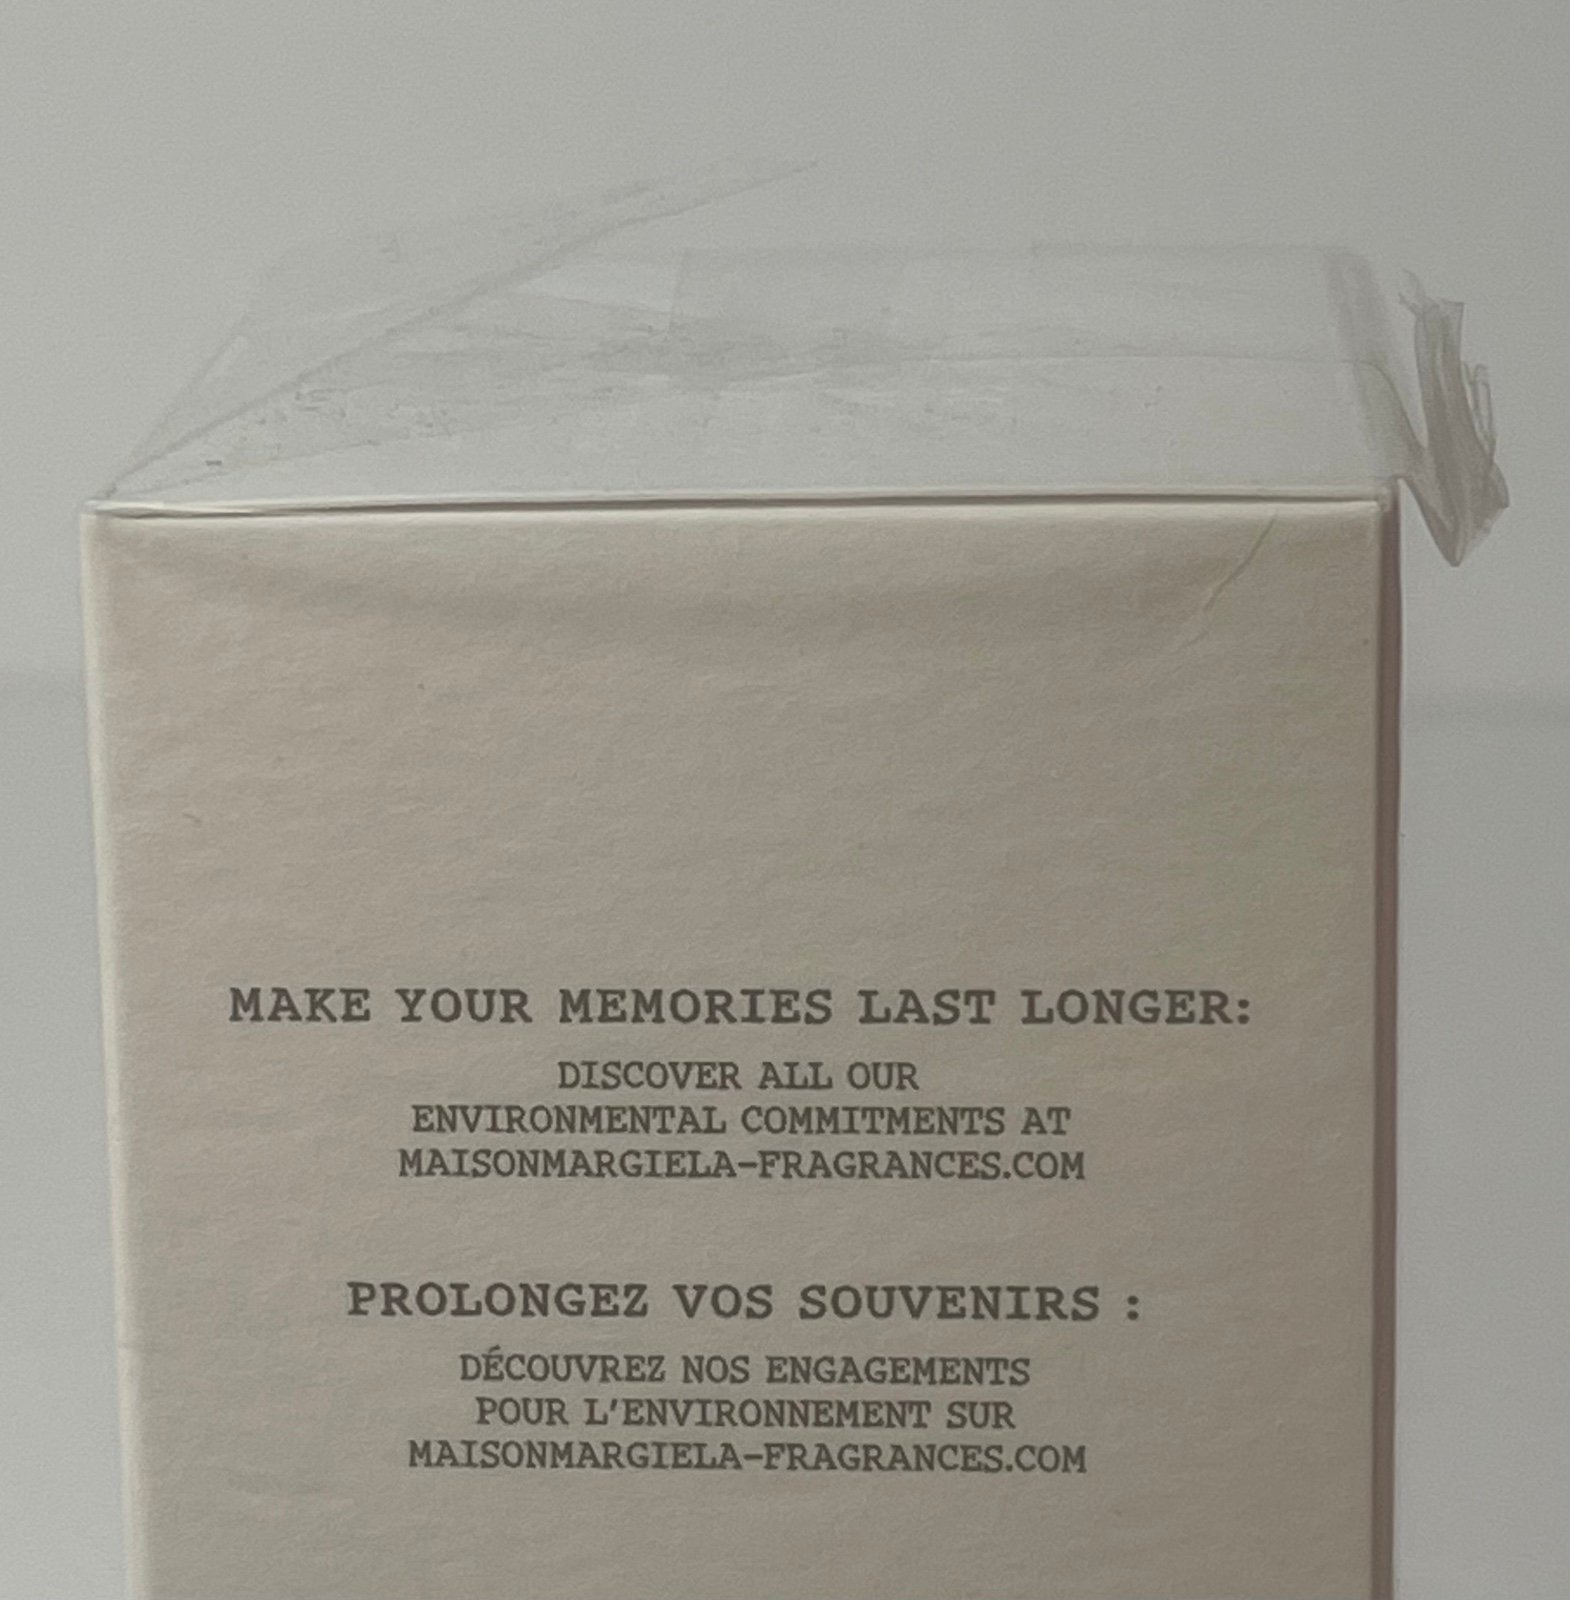 MAKE YOUR MEMORIES LAST LONGER:
DISCOVER ALL OUR
ENVIRONMENTAL COMMITMENTS AT
MAISONMARGIELA-FRAGRANCES.COM
PROLONGEZ VOS SOUVENIRS :
DÉCOUVREZ NOS ENGAGEMENTS
POUR L'ENVIRONNEMENT SUR
MAISONMARGIELA-FRAGRANCES.COM